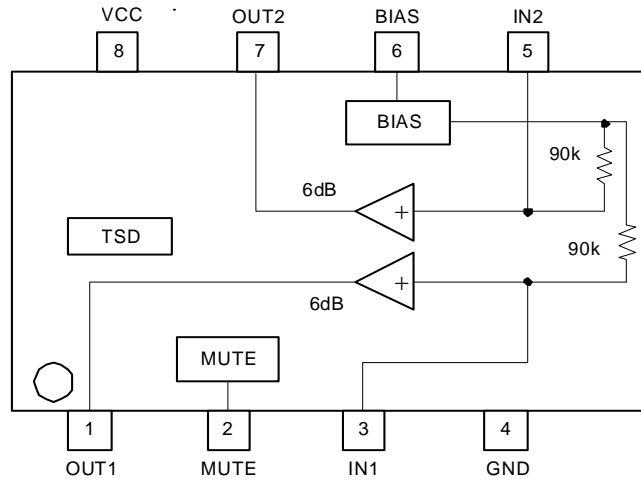 VCC OUT2 BIAS IN2
8 7 6 5
BIAS
90k
6dB
+
TSD
90k
+
6dB
MUTE
1 2 3 4
OUT1 MUTE IN1 GND